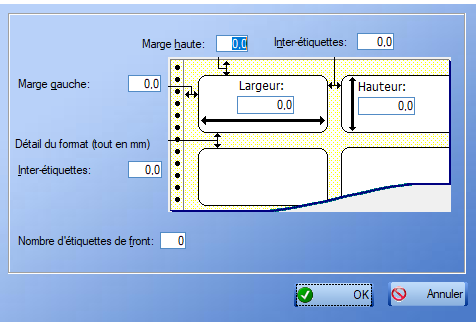 Marge haute: 0,0 Inter-étiquettes: 0,0
Marge gauche: 0,0
Largeur: 0,0
Hauteur: 0,0
Détail du format (tout en mm)
Inter-étiquettes: 0,0
Nombre d'étiquettes de front: 0
OK Annuler